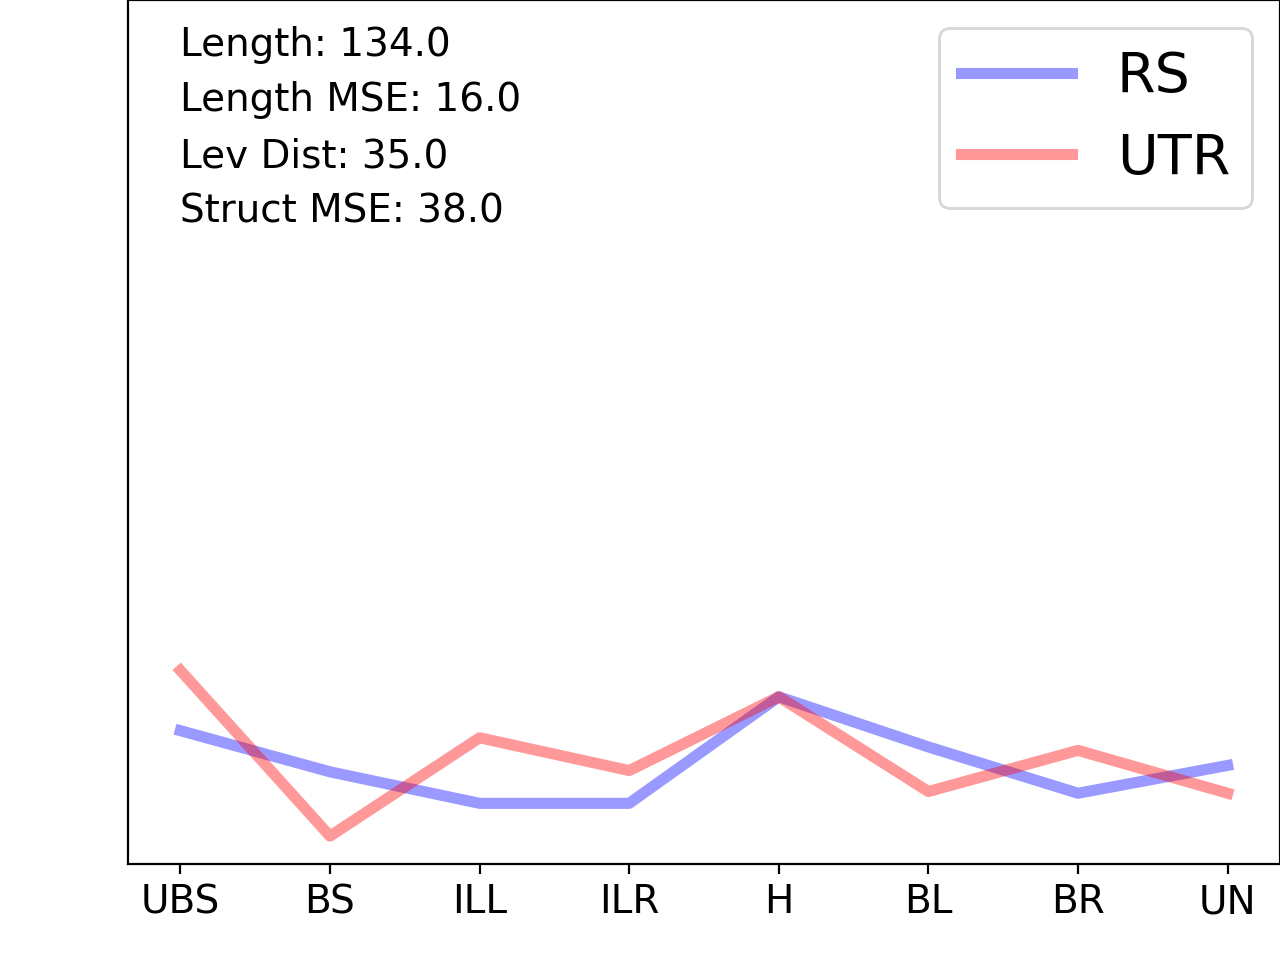 Length: 134.0
Length MSE: 16.0
Lev Dist: 35.0
Struct MSE: 38.0
RS
UTR
UBS BS ILL ILR H BL BR UN